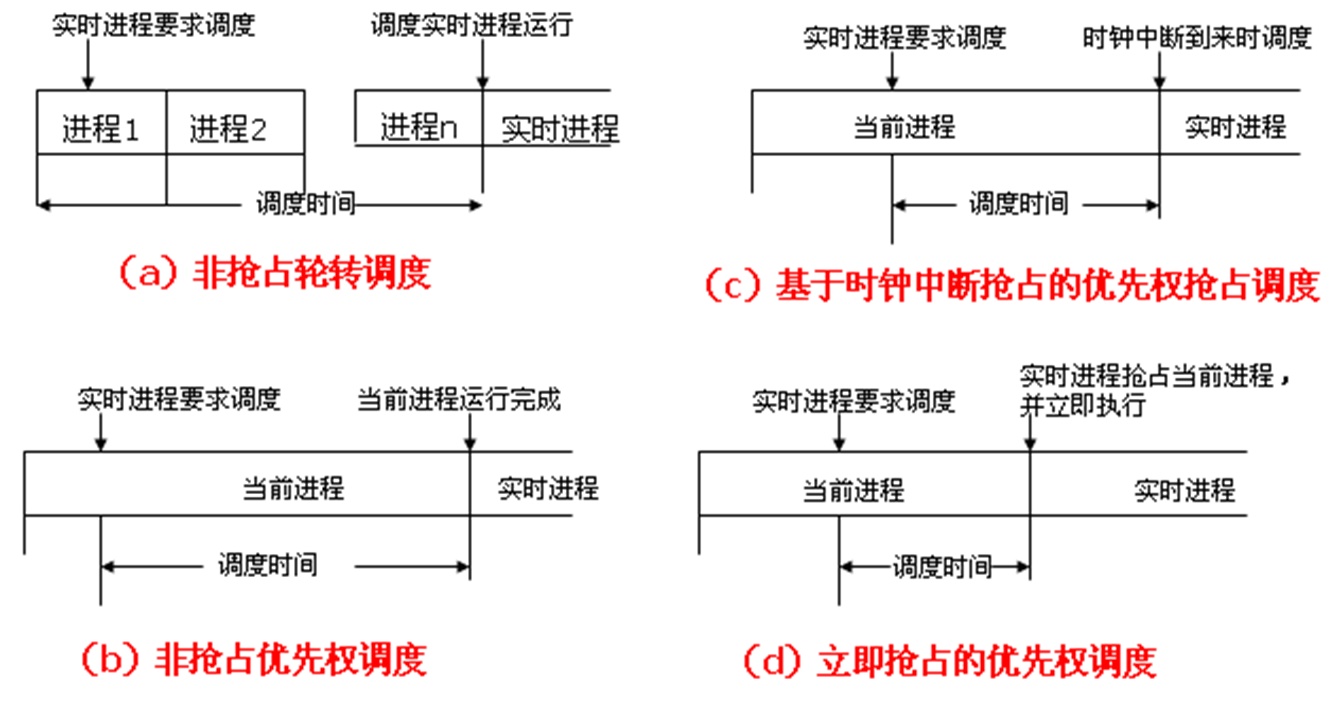 实时进程要求调度
调度实时进程运行
进程1
进程2
进程n
实时进程
调度时间
（a）非抢占轮转调度
实时进程要求调度
时钟中断到来时调度
当前进程
实时进程
调度时间
（c）基于时钟中断抢占的优先权抢占调度
实时进程要求调度
当前进程运行完成
当前进程
实时进程
调度时间
（b）非抢占优先权调度
实时进程要求调度
实时进程抢占当前进程，
并立即执行
当前进程
实时进程
调度时间
（d）立即抢占的优先权调度